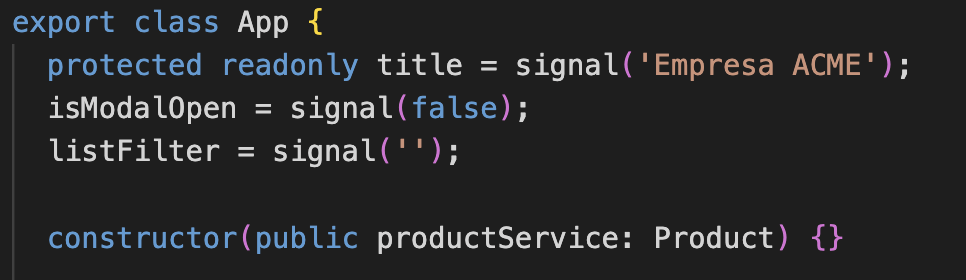 export class App {
protected readonly title = signal('Empresa ACME');
isModalOpen = signal(false);
listFilter = signal('');
constructor(public productService: Product) {}